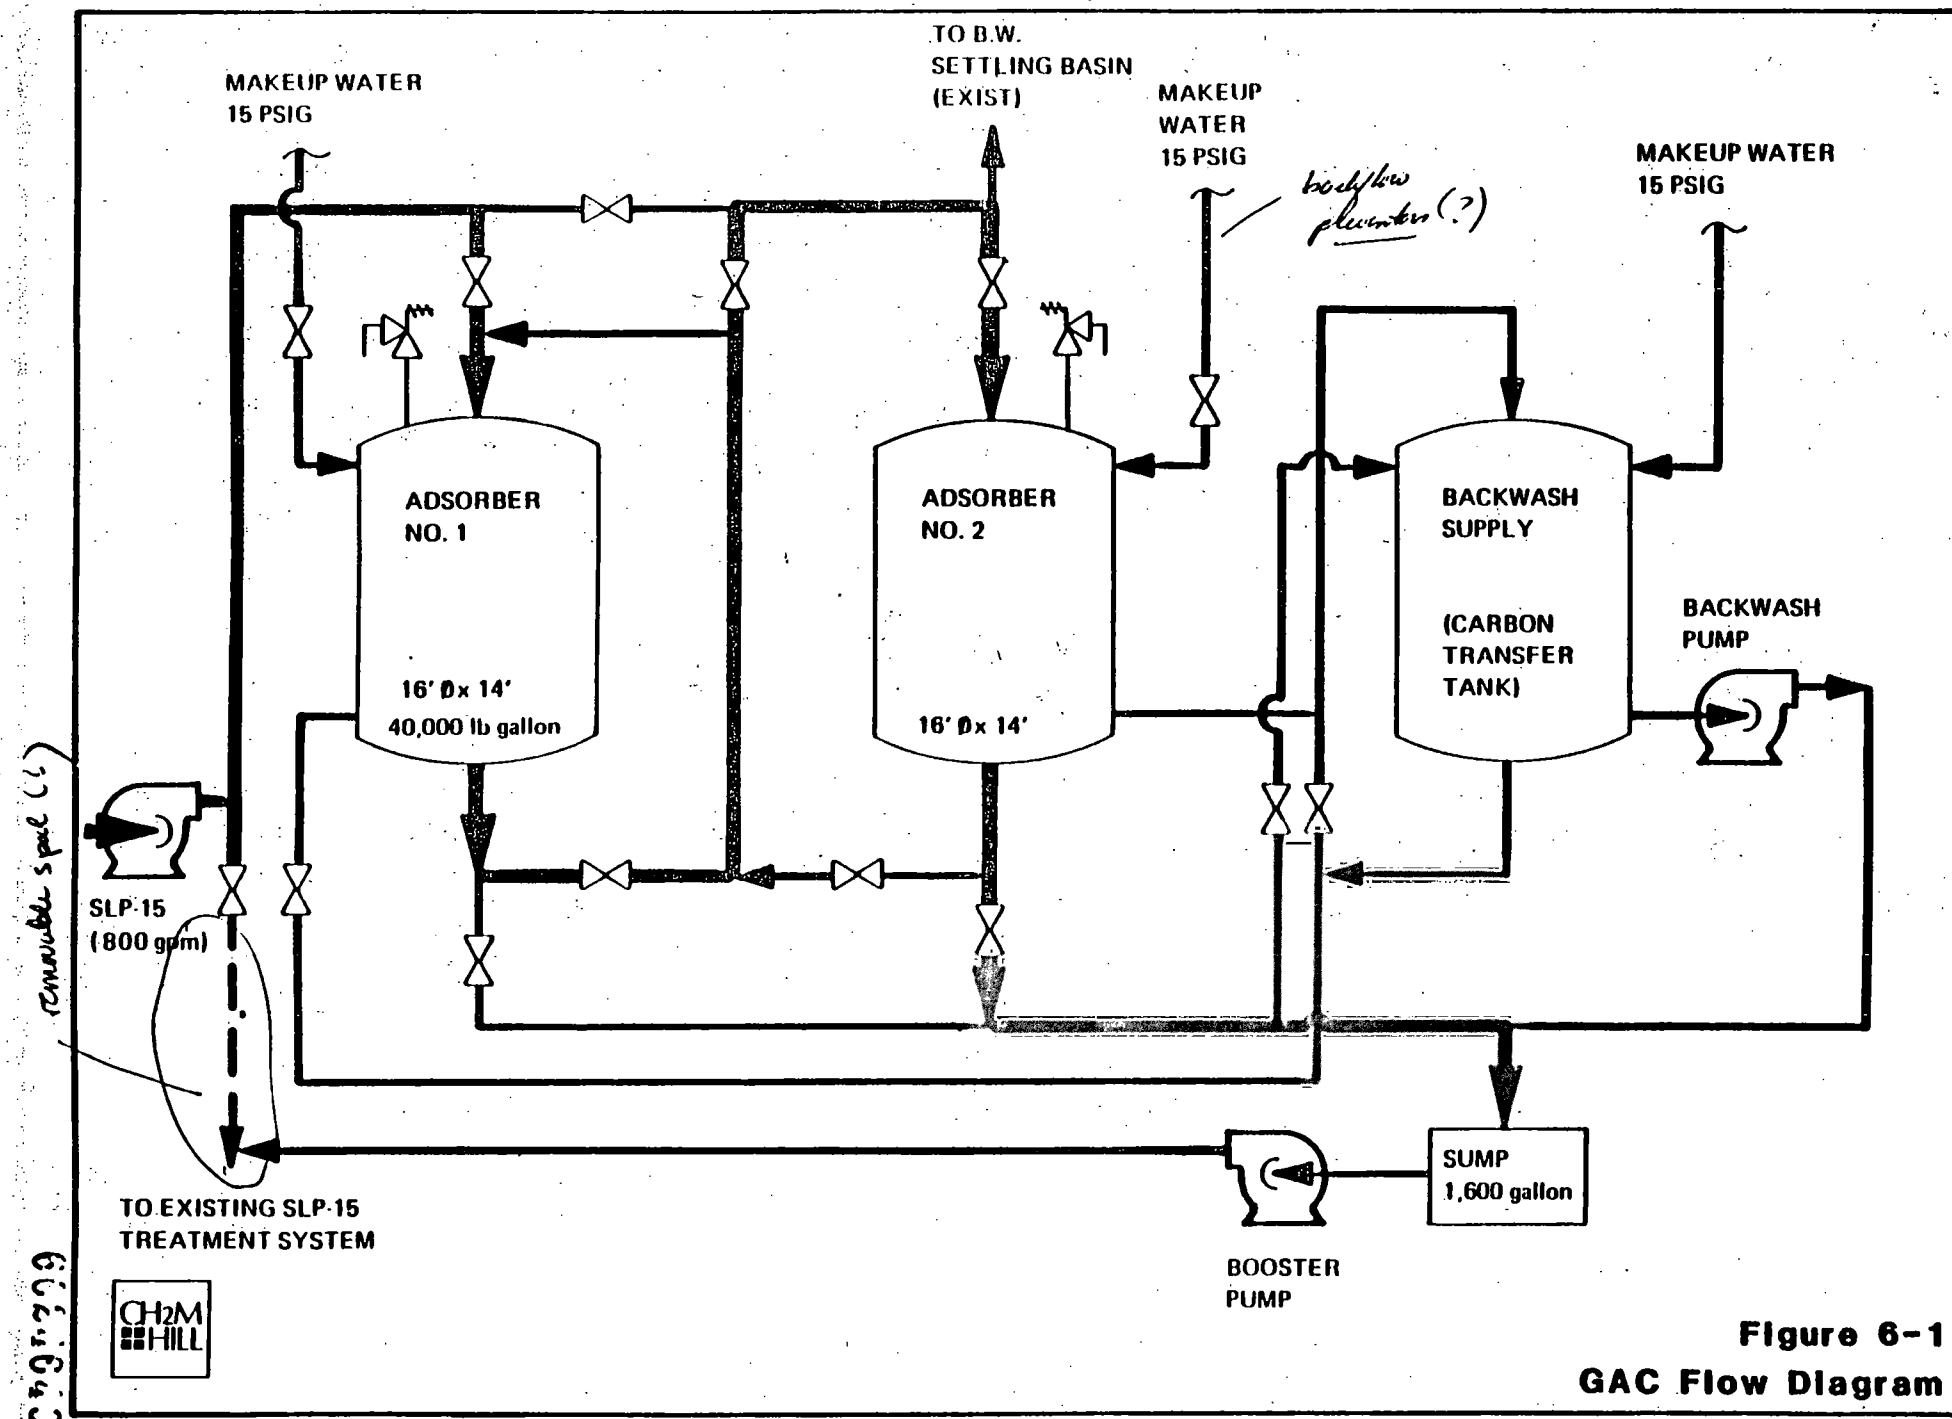 TO B.W.
SETTLING BASIN
(EXIST)
MAKEUP WATER
15 PSIG
MAKEUP
WATER
15 PSIG
MAKEUP WATER
15 PSIG
(?)
ADSORBER
NO. 1
ADSORBER
NO. 2
BACKWASH
SUPPLY
(CARBON
TRANSFER
TANK)
BACKWASH
PUMP
16' Ø x 14'
40,000 lb gallon
16' Ø x 14'
removable
SLP-15
(800 gpm)
SUMP
1,600 gallon
TO EXISTING SLP-15
TREATMENT SYSTEM
BOOSTER
PUMP
CH2M
HILL
Figure 6-1
GAC Flow Diagram